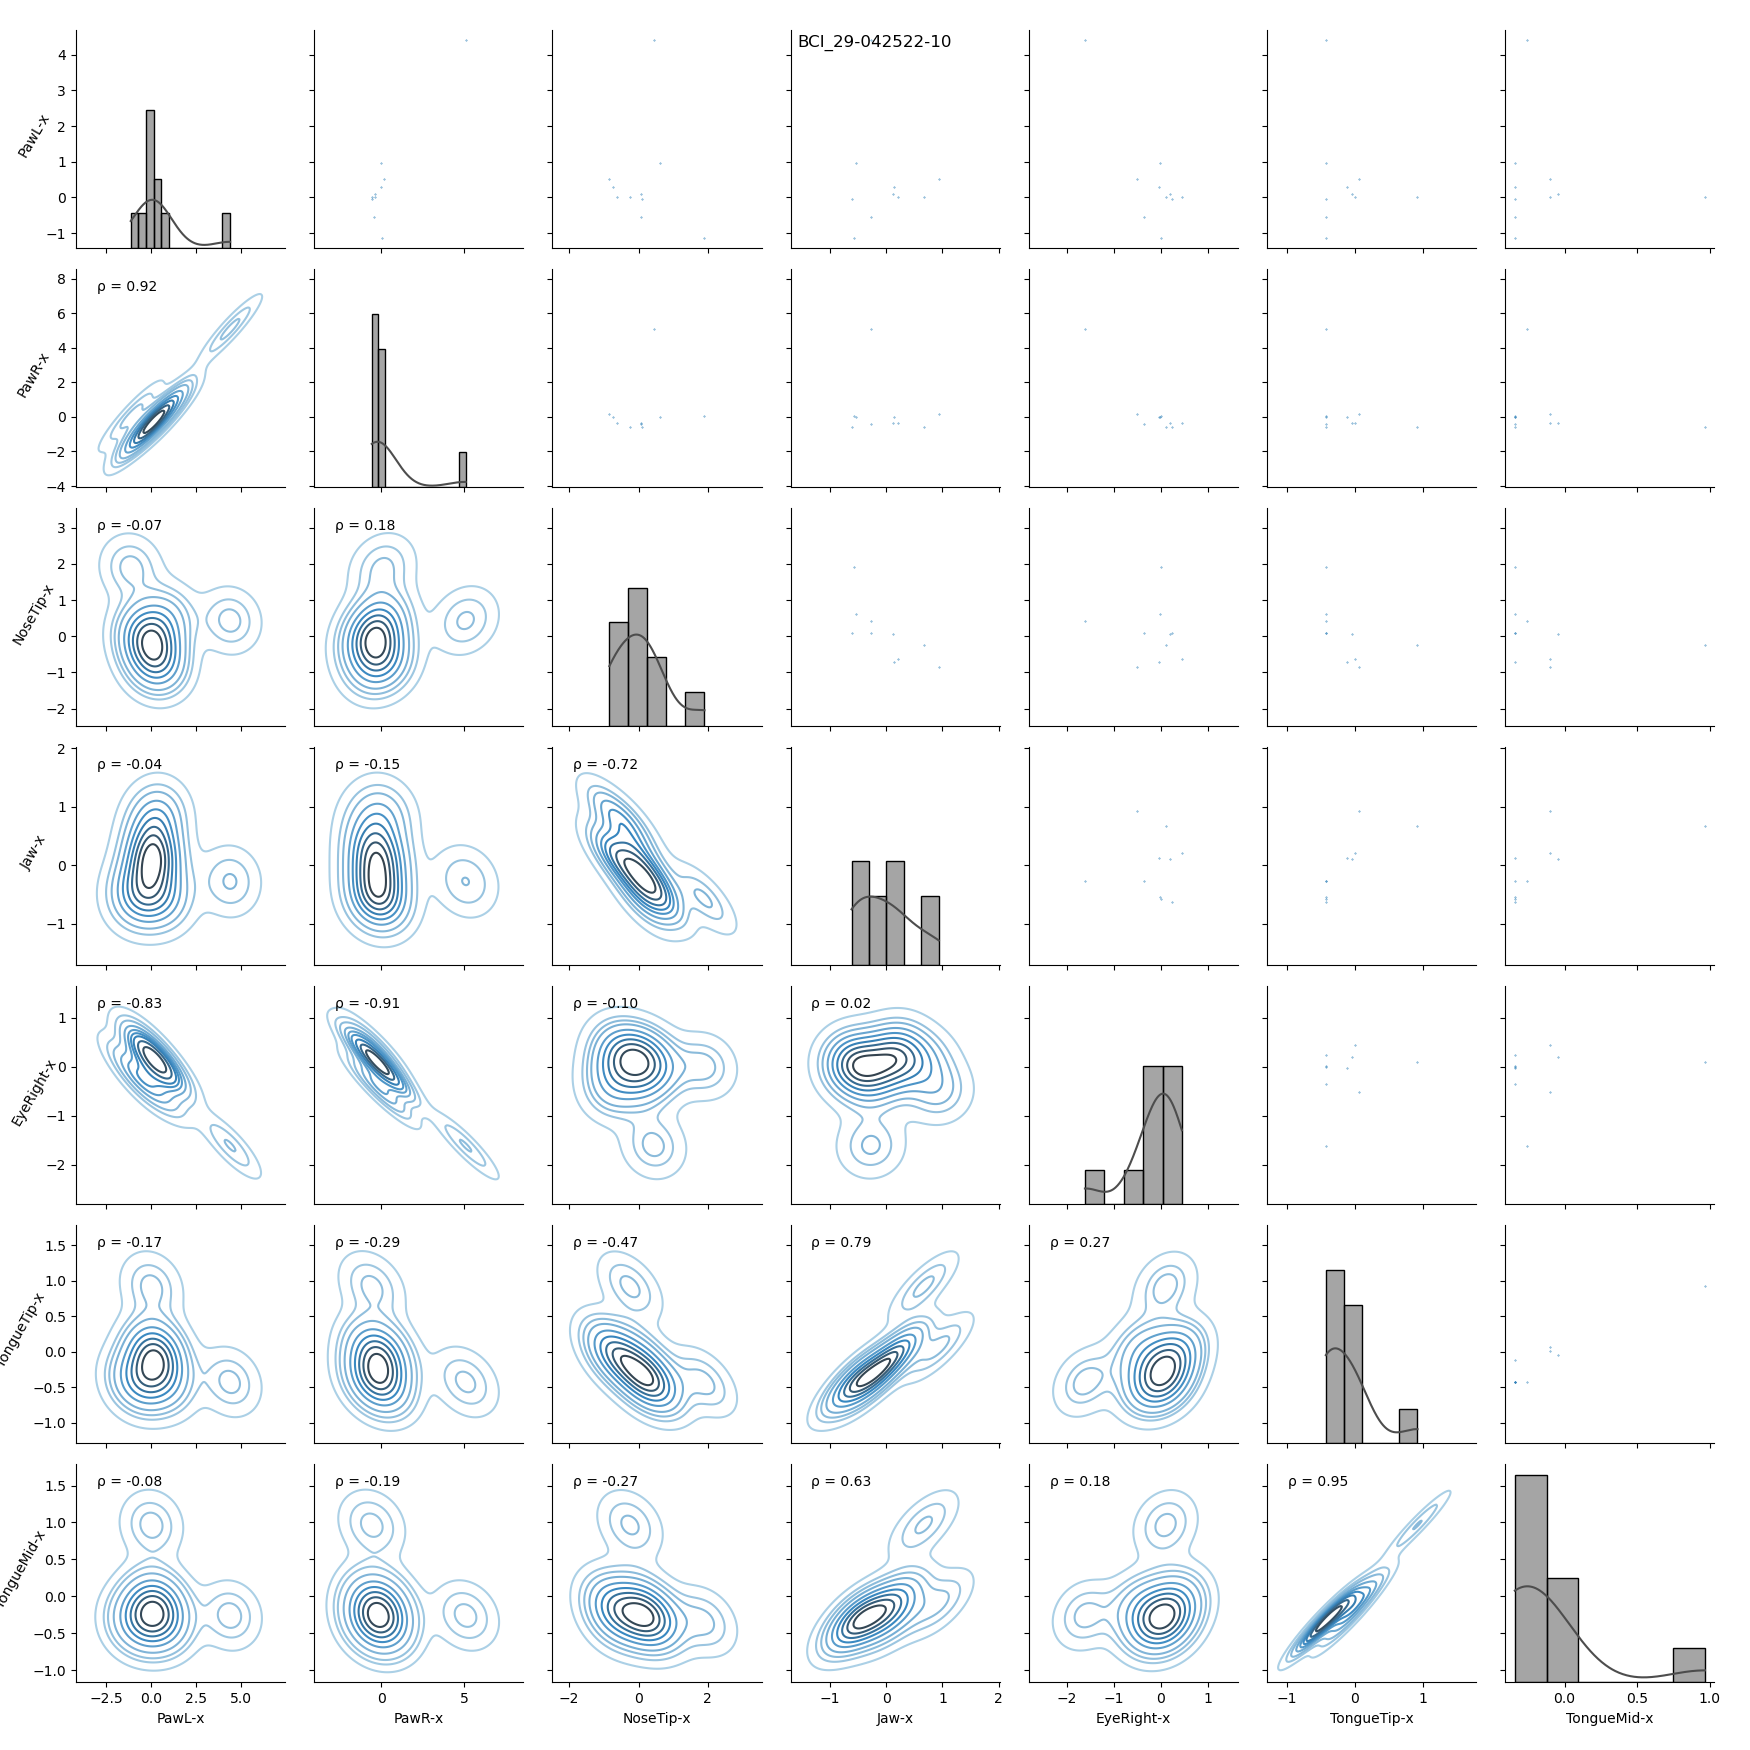 BCI_29-042522-10
4
3
2
1
0
−1
PawL-x
ρ = 0.92
8
6
4
2
0
−2
−4
PawR-x
ρ = -0.07
ρ = 0.18
3
2
1
0
−1
−2
NoseTip-x
ρ = -0.04
ρ = -0.15
ρ = -0.72
2
1
0
−1
Jaw-x
ρ = -0.83
ρ = -0.91
ρ = -0.10
ρ = 0.02
1
0
−1
−2
EyeRight-x
ρ = -0.17
ρ = -0.29
ρ = -0.47
ρ = 0.79
ρ = 0.27
1.5
1.0
0.5
0.0
−0.5
−1.0
ongueTip-x
ρ = -0.08
ρ = -0.19
ρ = -0.27
ρ = 0.63
ρ = 0.18
ρ = 0.95
1.5
1.0
0.5
0.0
−0.5
−1.0
ongueMid-x
−2.5 0.0 2.5 5.0
0 5
−2 0 2
−1 0 1 2
−2 −1 0 1
−1 0 1
0.0 0.5 1.0
PawL-x
PawR-x
NoseTip-x
Jaw-x
EyeRight-x
TongueTip-x
TongueMid-x